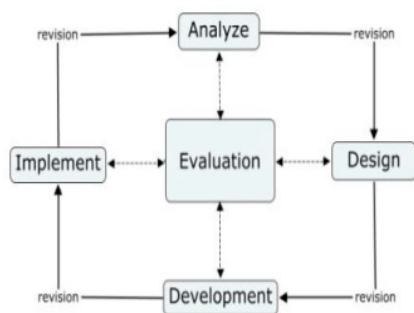 revision
Analyze
revision
Implement
Evaluation
Design
revision
Development
revision